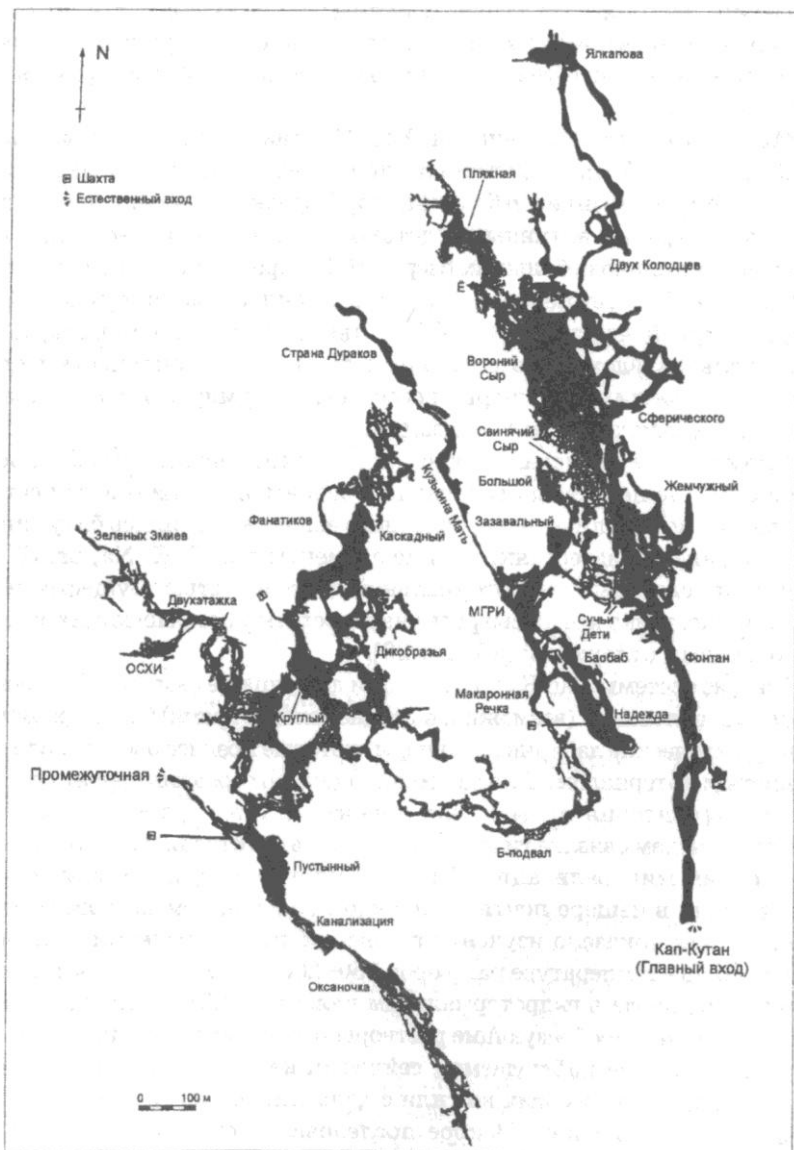 N
Ялкапова
Шахта
Естественный вход
Пляжная
Двух Колодцев
Ё
Страна Дураков
Вороний
Сыр
Сферического
Свинячий
Сыр
Большой
Жемчужный
Кузькина Мать
Зазавальный
Фанатиков
Каскадный
Зеленых Змиев
Двухэтажка
МГРИ
Сучьи
Дети
ОСХИ
Дикобразья
Баобаб
Фонтан
Макаронная
Речка
Надежда
Круглый
Промежуточная
Б-подвал
Пустынный
Канализация
Кап-Кутан
(Главный вход)
Оксаночка
0 100 м